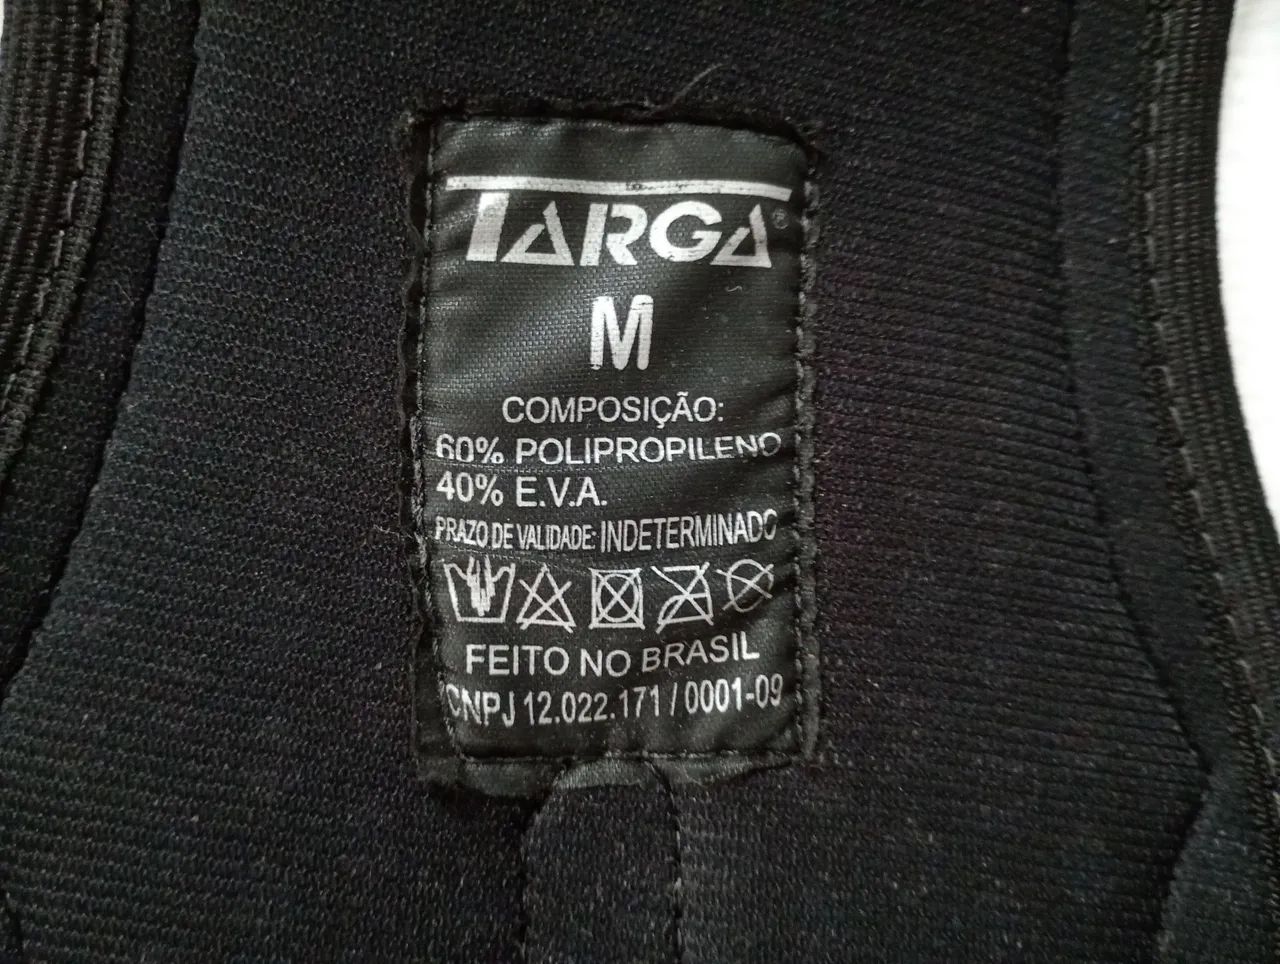 TARGA®
M
COMPOSIÇÃO:
60% POLIPROPILENO
40% E.V.A.
PRAZO DE VALIDADE: INDETERMINADO
FEITO NO BRASIL
CNPJ 12.022.171/0001-09